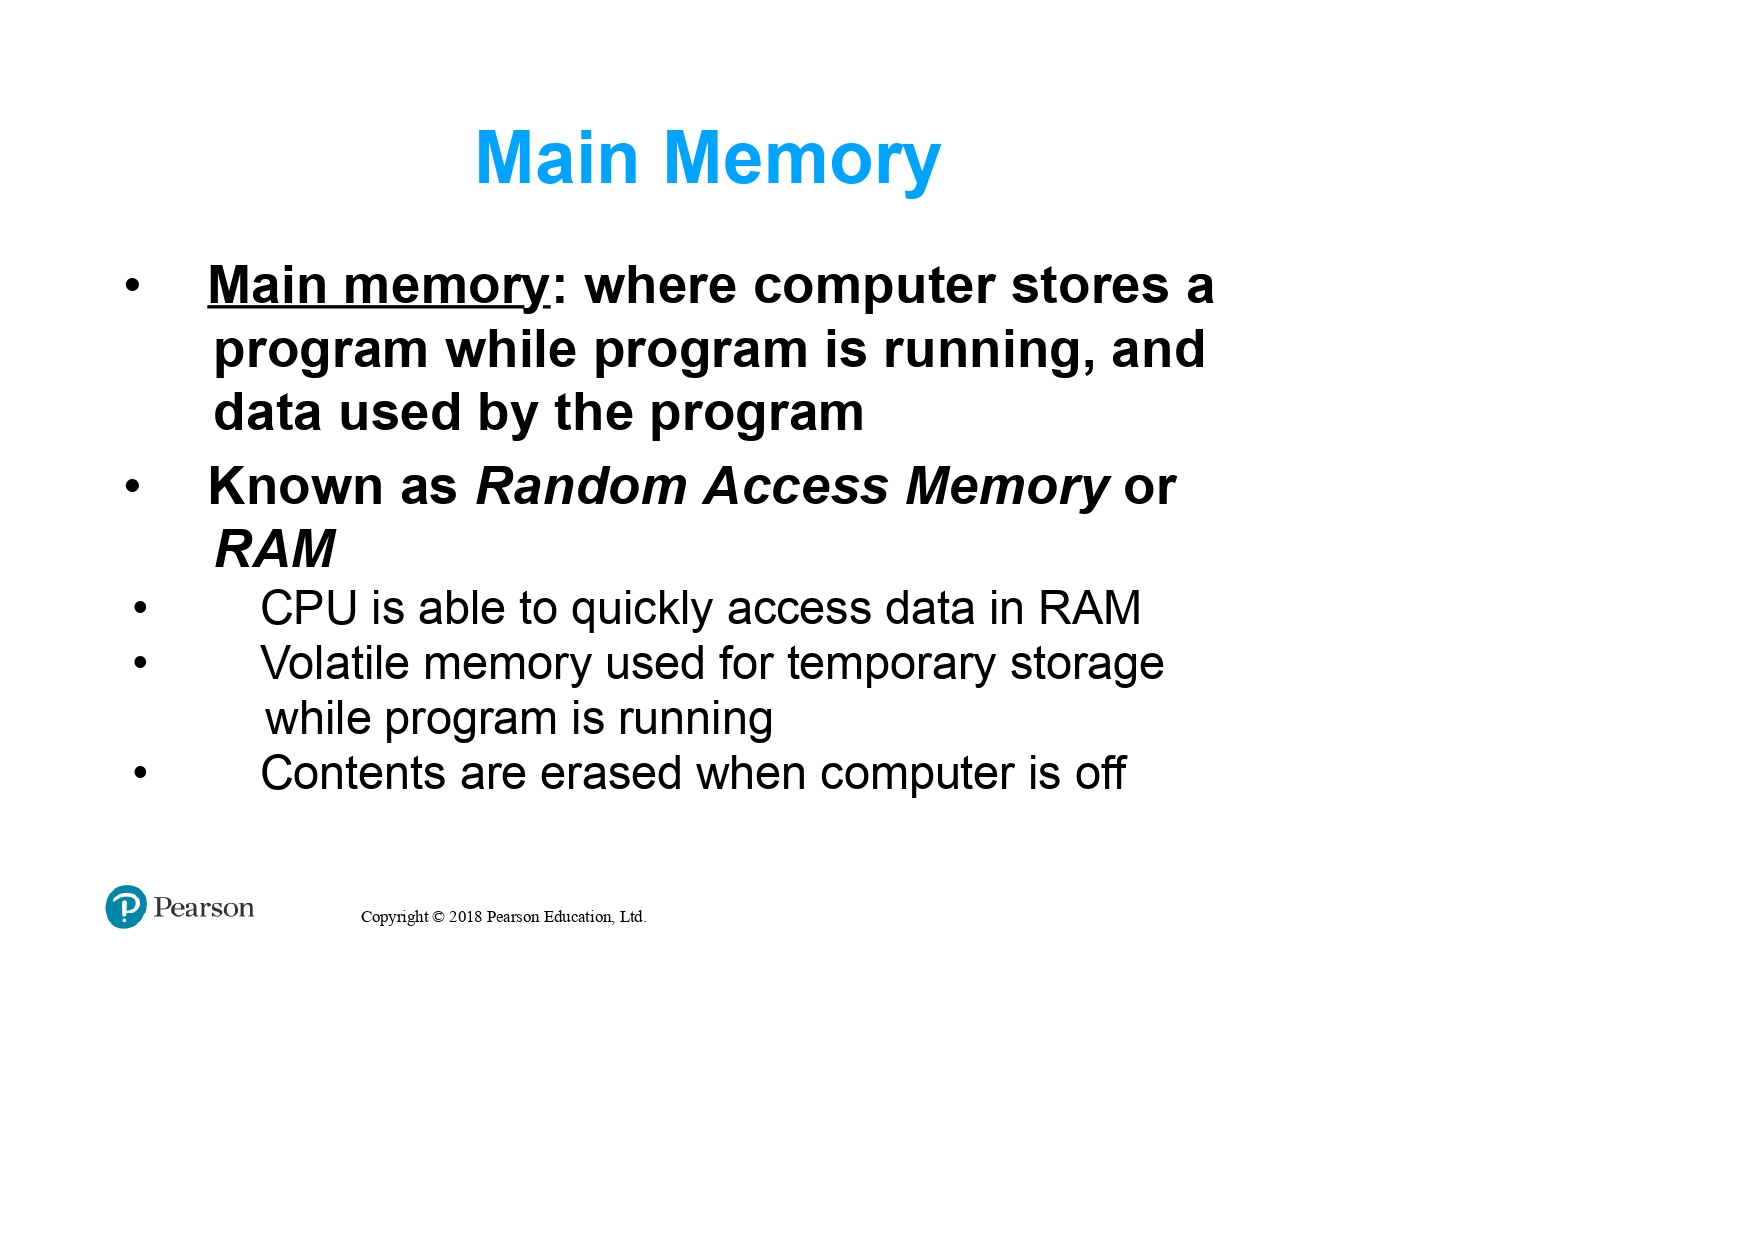 Main Memory
• Main memory: where computer stores a
program while program is running, and
data used by the program
• Known as Random Access Memory or
RAM
• CPU is able to quickly access data in RAM
• Volatile memory used for temporary storage
while program is running
• Contents are erased when computer is off
Pearson
Copyright © 2018 Pearson Education, Ltd.